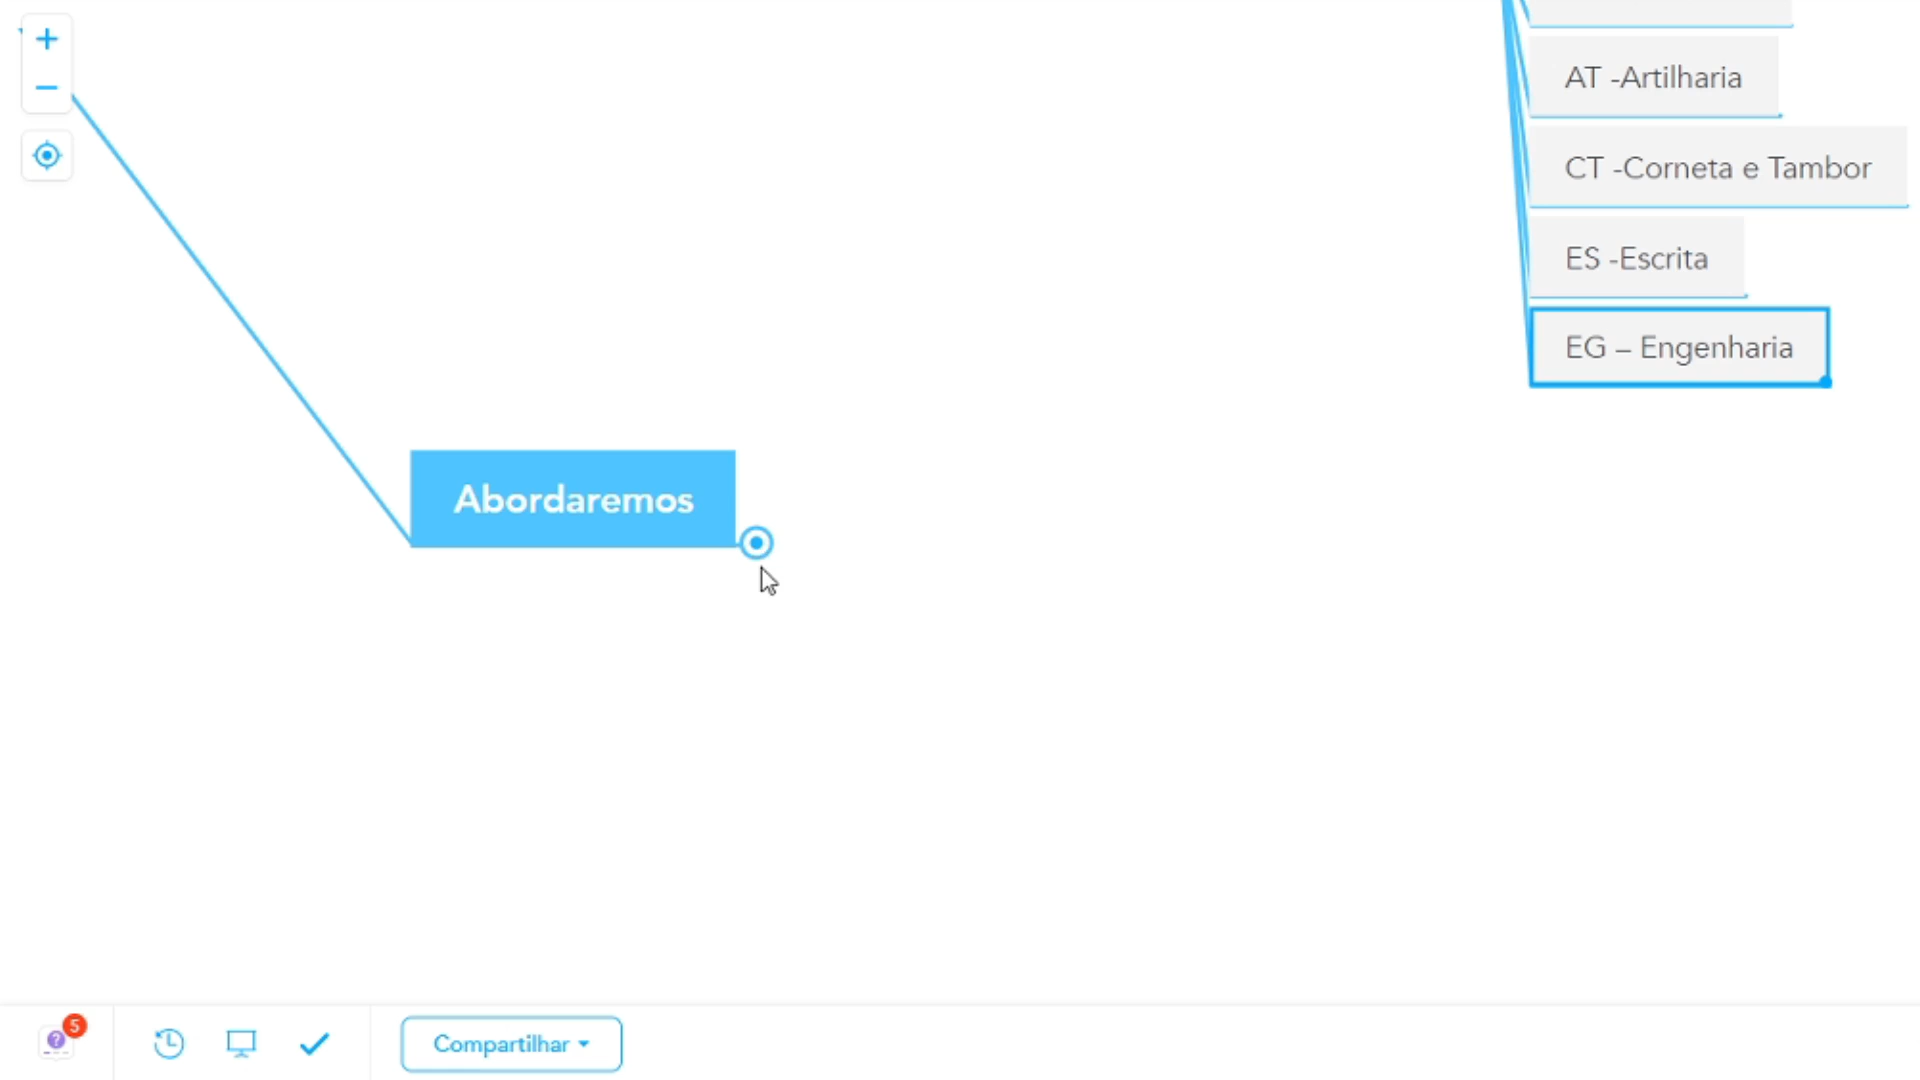 AT -Artilharia
CT -Corneta e Tambor
ES -Escrita
EG – Engenharia
Abordaremos
5
?
Compartilhar